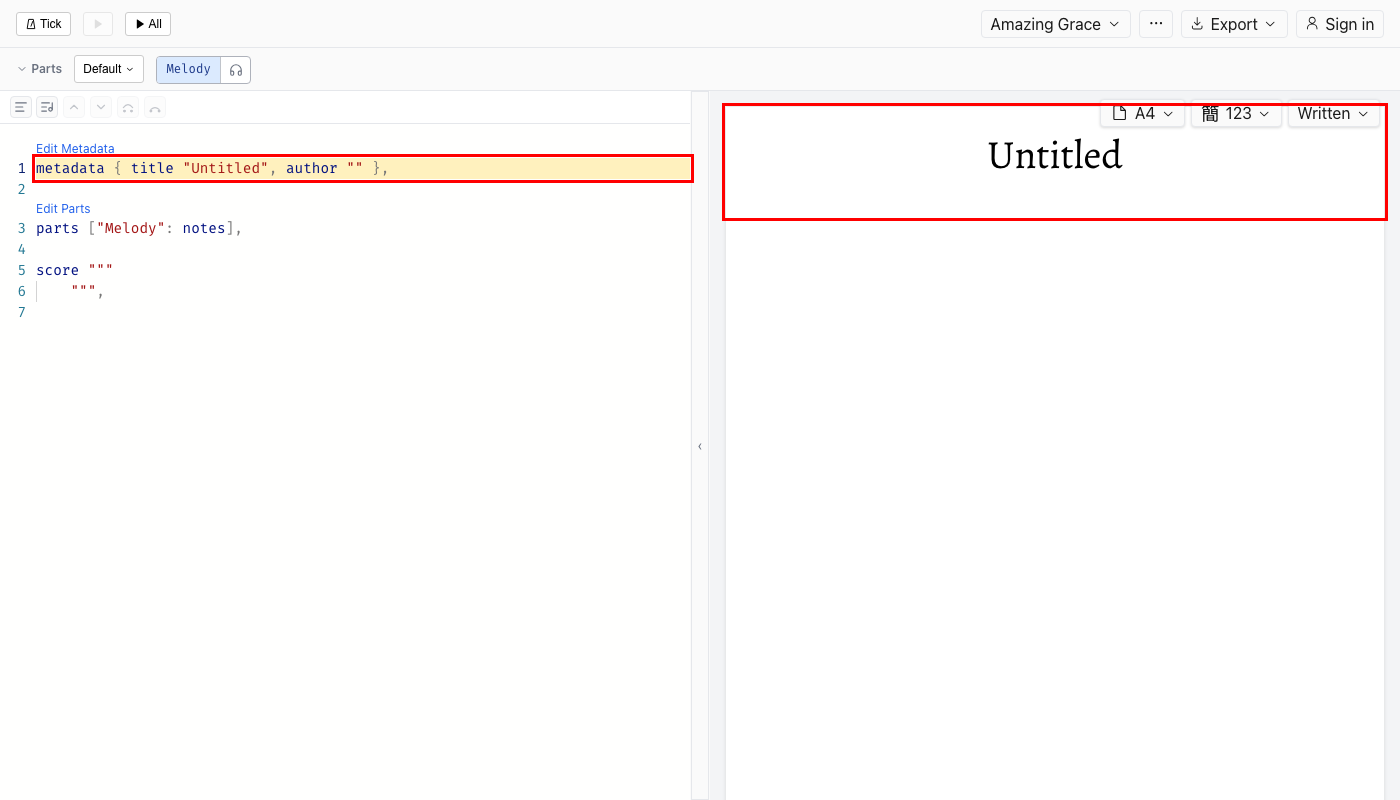 Tick
All
Amazing Grace
Export
Sign in
Parts
Default
Melody
A4
簡 123
Written
Edit Metadata
1 metadata { title "Untitled", author "" },
2
Edit Parts
3 parts ["Melody": notes],
4
5 score """
6 """,
7
Untitled